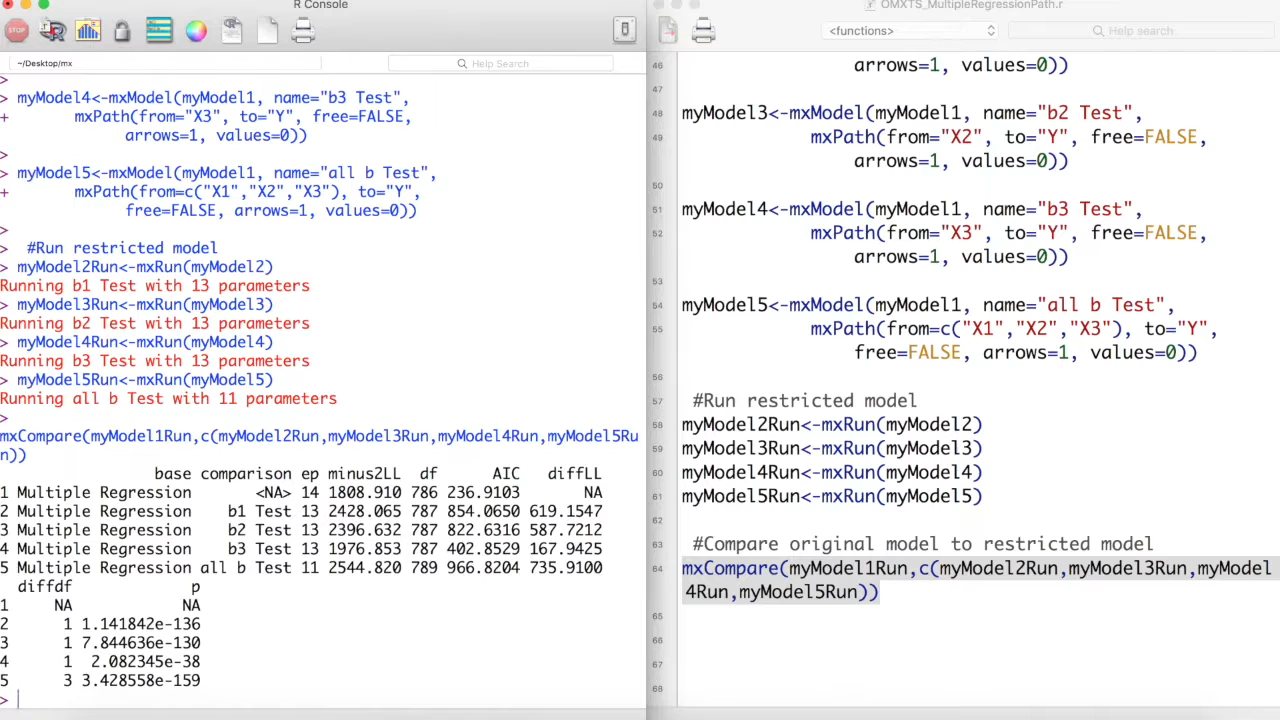 R Console
STOP
~/Desktop/mx
Help Search
>
> myModel4<-mxModel(myModel1, name="b3 Test",
+ mxPath(from="X3", to="Y", free=FALSE,
arrows=1, values=0))
>
> myModel5<-mxModel(myModel1, name="all b Test",
+ mxPath(from=c("X1","X2","X3"), to="Y",
free=FALSE, arrows=1, values=0))
>
> #Run restricted model
> myModel2Run<-mxRun(myModel2)
Running b1 Test with 13 parameters
> myModel3Run<-mxRun(myModel3)
Running b2 Test with 13 parameters
> myModel4Run<-mxRun(myModel4)
Running b3 Test with 13 parameters
> myModel5Run<-mxRun(myModel5)
Running all b Test with 11 parameters
>
mxCompare(myModel1Run,c(myModel2Run,myModel3Run,myModel4Run,myModel5Ru
n))
base comparison ep minus2LL df AIC diffLL
1 Multiple Regression <NA> 14 1808.910 786 236.9103 NA
2 Multiple Regression b1 Test 13 2428.065 787 854.0650 619.1547
3 Multiple Regression b2 Test 13 2396.632 787 822.6316 587.7212
4 Multiple Regression b3 Test 13 1976.853 787 402.8529 167.9425
5 Multiple Regression all b Test 11 2544.820 789 966.8204 735.9100
diffdf p
1 NA NA
2 1 1.141842e-136
3 1 7.844636e-130
4 1 2.082345e-38
5 3 3.428558e-159
>
OMXTS_MultipleRegressionPath.r
<functions>
Help search
46 arrows=1, values=0))
47
48 myModel3<-mxModel(myModel1, name="b2 Test",
49 mxPath(from="X2", to="Y", free=FALSE,
arrows=1, values=0))
50
51 myModel4<-mxModel(myModel1, name="b3 Test",
52 mxPath(from="X3", to="Y", free=FALSE,
arrows=1, values=0))
53
54 myModel5<-mxModel(myModel1, name="all b Test",
55 mxPath(from=c("X1","X2","X3"), to="Y",
free=FALSE, arrows=1, values=0))
56
57 #Run restricted model
58 myModel2Run<-mxRun(myModel2)
59 myModel3Run<-mxRun(myModel3)
60 myModel4Run<-mxRun(myModel4)
61 myModel5Run<-mxRun(myModel5)
62
63 #Compare original model to restricted model
64 mxCompare(myModel1Run,c(myModel2Run,myModel3Run,myModel
4Run,myModel5Run))
65
66
67
68